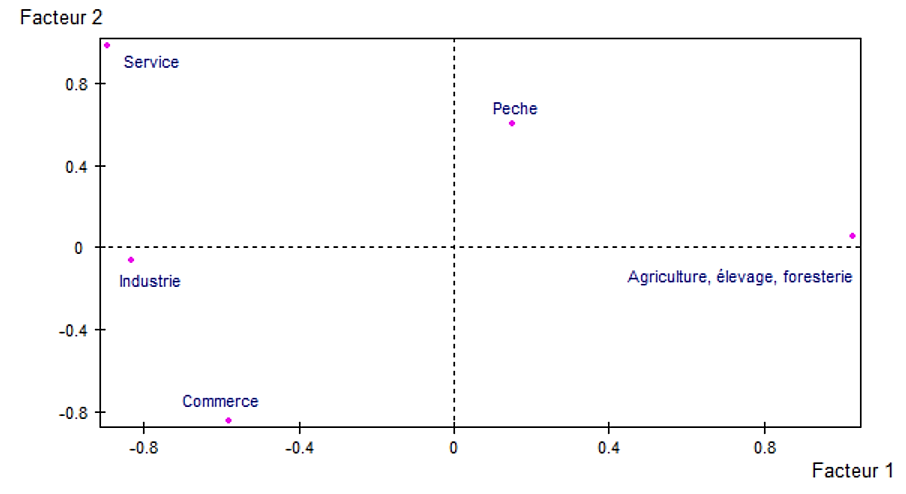 Facteur 2
Service
0.8
Peche
0.4
0
Industrie
Agriculture, élevage, foresterie
-0.4
Commerce
-0.8
-0.8
-0.4
0
0.4
0.8
Facteur 1